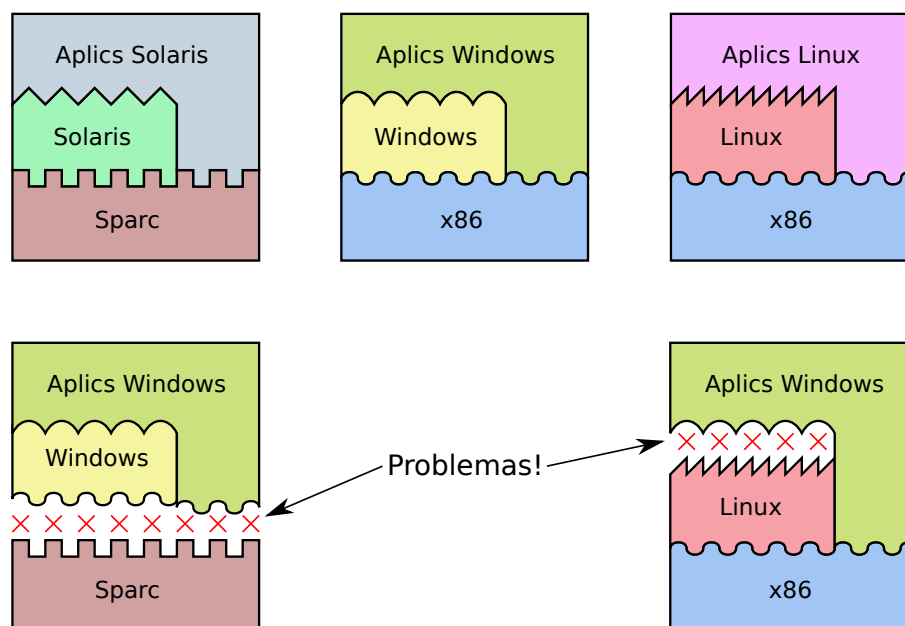 Aplics Solaris
Solaris
Sparc
Aplics Windows
Windows
x86
Aplics Linux
Linux
x86
Aplics Windows
Windows
Sparc
Problemas!
Aplics Windows
Linux
x86